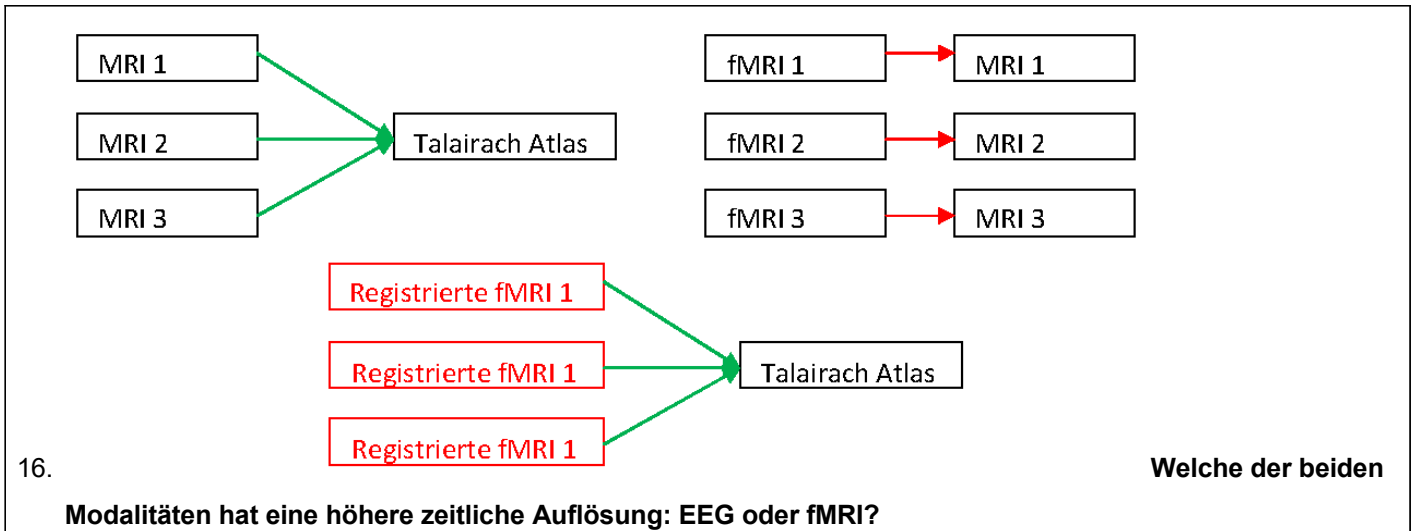 MRI 1
MRI 2
MRI 3
Talairach Atlas
fMRI 1
MRI 1
fMRI 2
MRI 2
fMRI 3
MRI 3
Registrierte fMRI 1
Registrierte fMRI 1
Registrierte fMRI 1
Talairach Atlas
16. Welche der beiden
Modalitäten hat eine höhere zeitliche Auflösung: EEG oder fMRI?